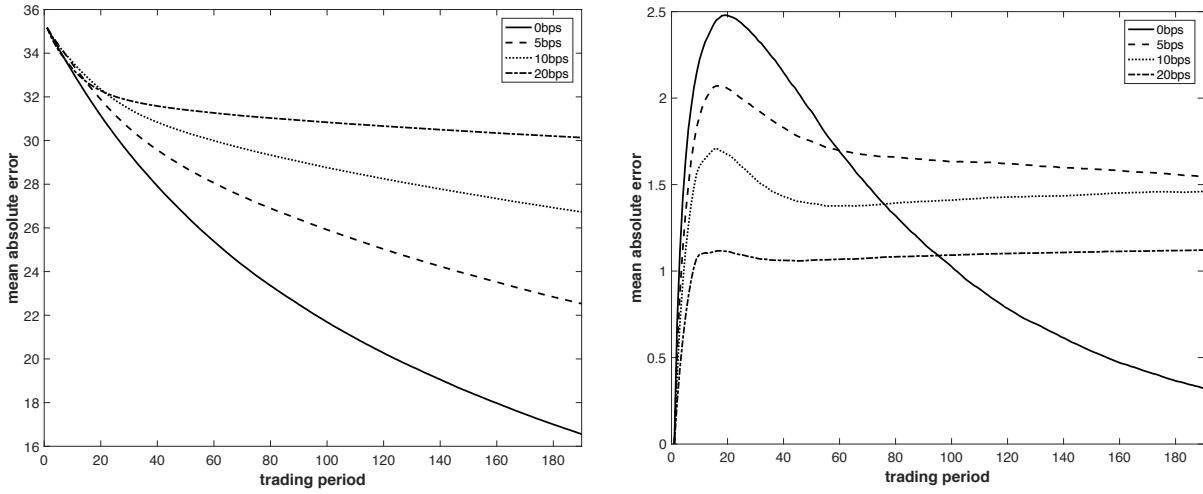 36
34
32
30
28
26
24
22
20
18
16
mean absolute error
0 20 40 60 80 100 120 140 160 180
trading period
0bps
5bps
10bps
20bps
2.5
2
1.5
1
0.5
0
mean absolute error
0 20 40 60 80 100 120 140 160 180
trading period
0bps
5bps
10bps
20bps